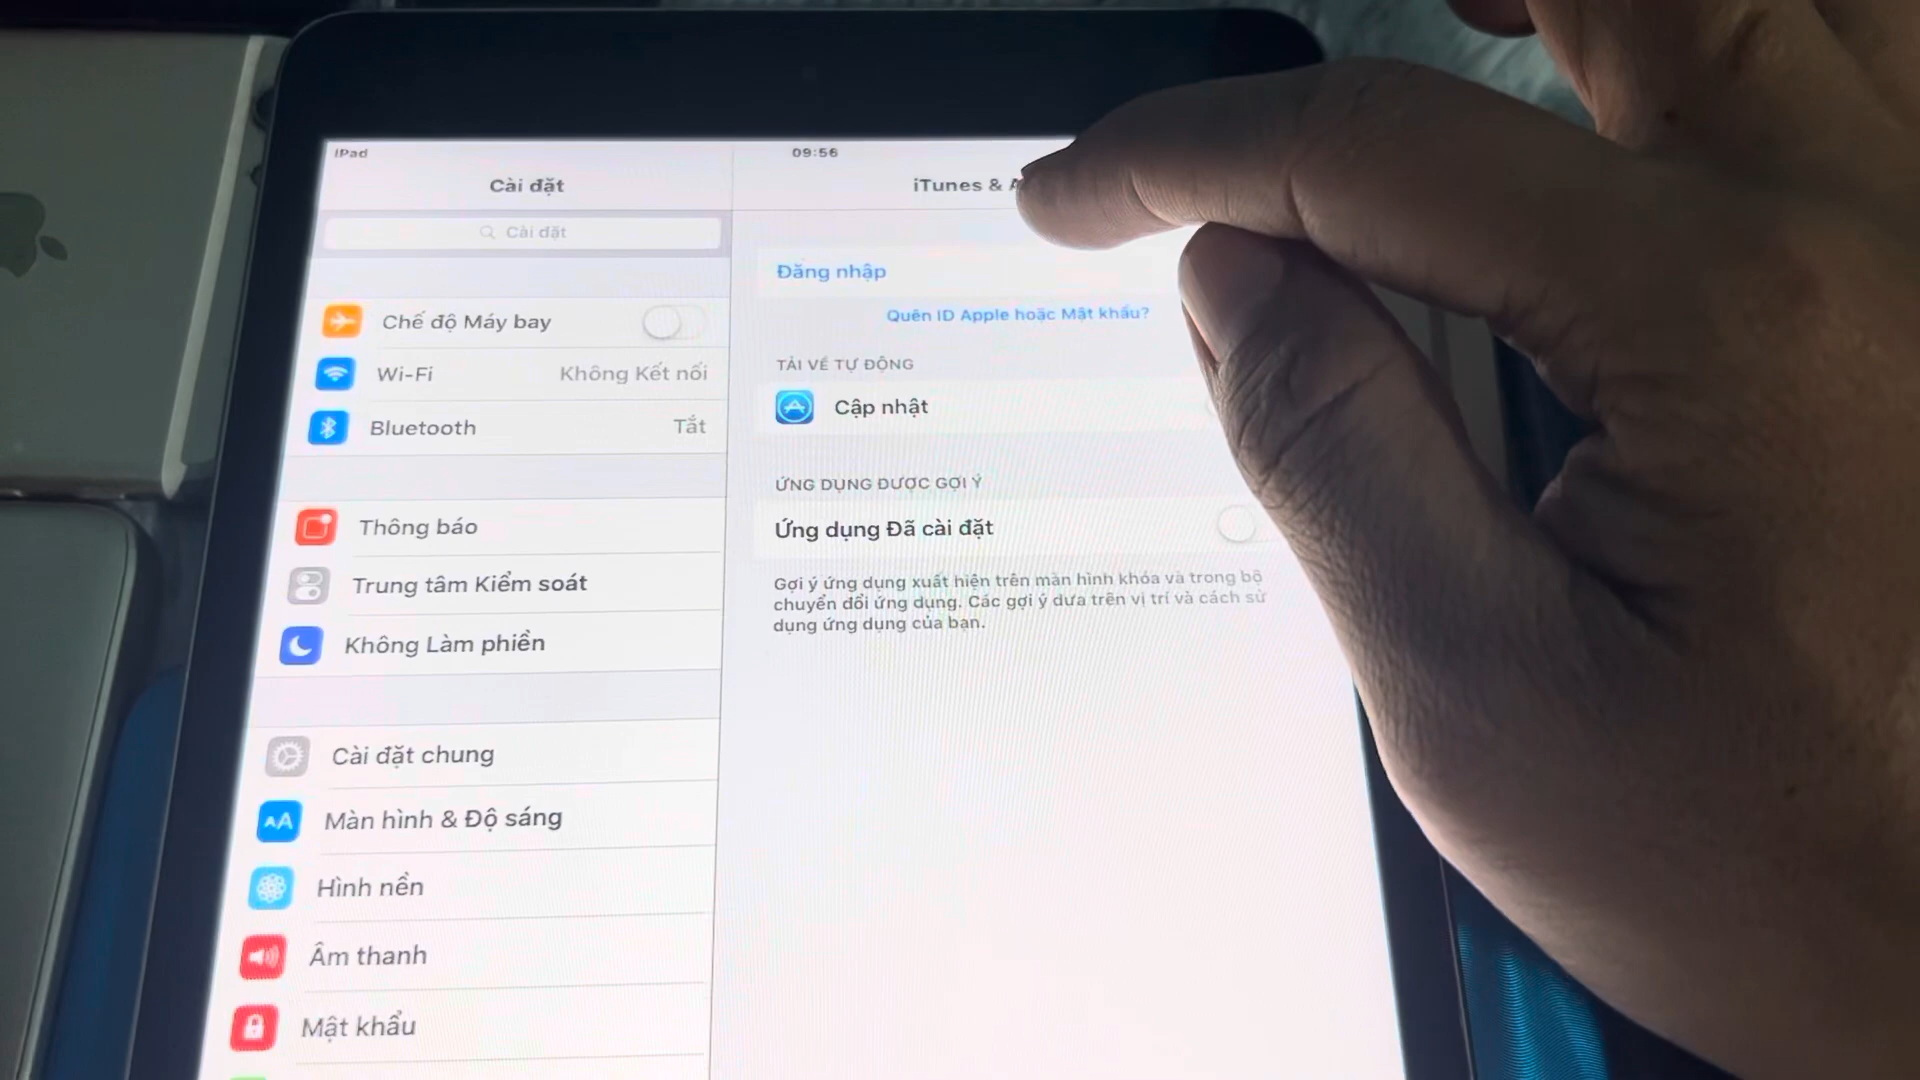 iPad
09:56
Cài đặt
iTunes &
Cài đặt
Đăng nhập
Quên ID Apple hoặc Mật khẩu?
Chế độ Máy bay
Wi-Fi
Không Kết nối
Bluetooth
Tắt
TẢI VỀ TỰ ĐỘNG
Cập nhật
ỨNG DỤNG ĐƯỢC GỢI Ý
Ứng dụng Đã cài đặt
Gợi ý ứng dụng xuất hiện trên màn hình khóa và trong bộ
chuyển đổi ứng dụng. Các gợi ý dựa trên vị trí và cách sử
dụng ứng dụng của bạn.
Thông báo
Trung tâm Kiểm soát
Không Làm phiền
Cài đặt chung
AA
Màn hình & Độ sáng
Hình nền
Âm thanh
Mật khẩu